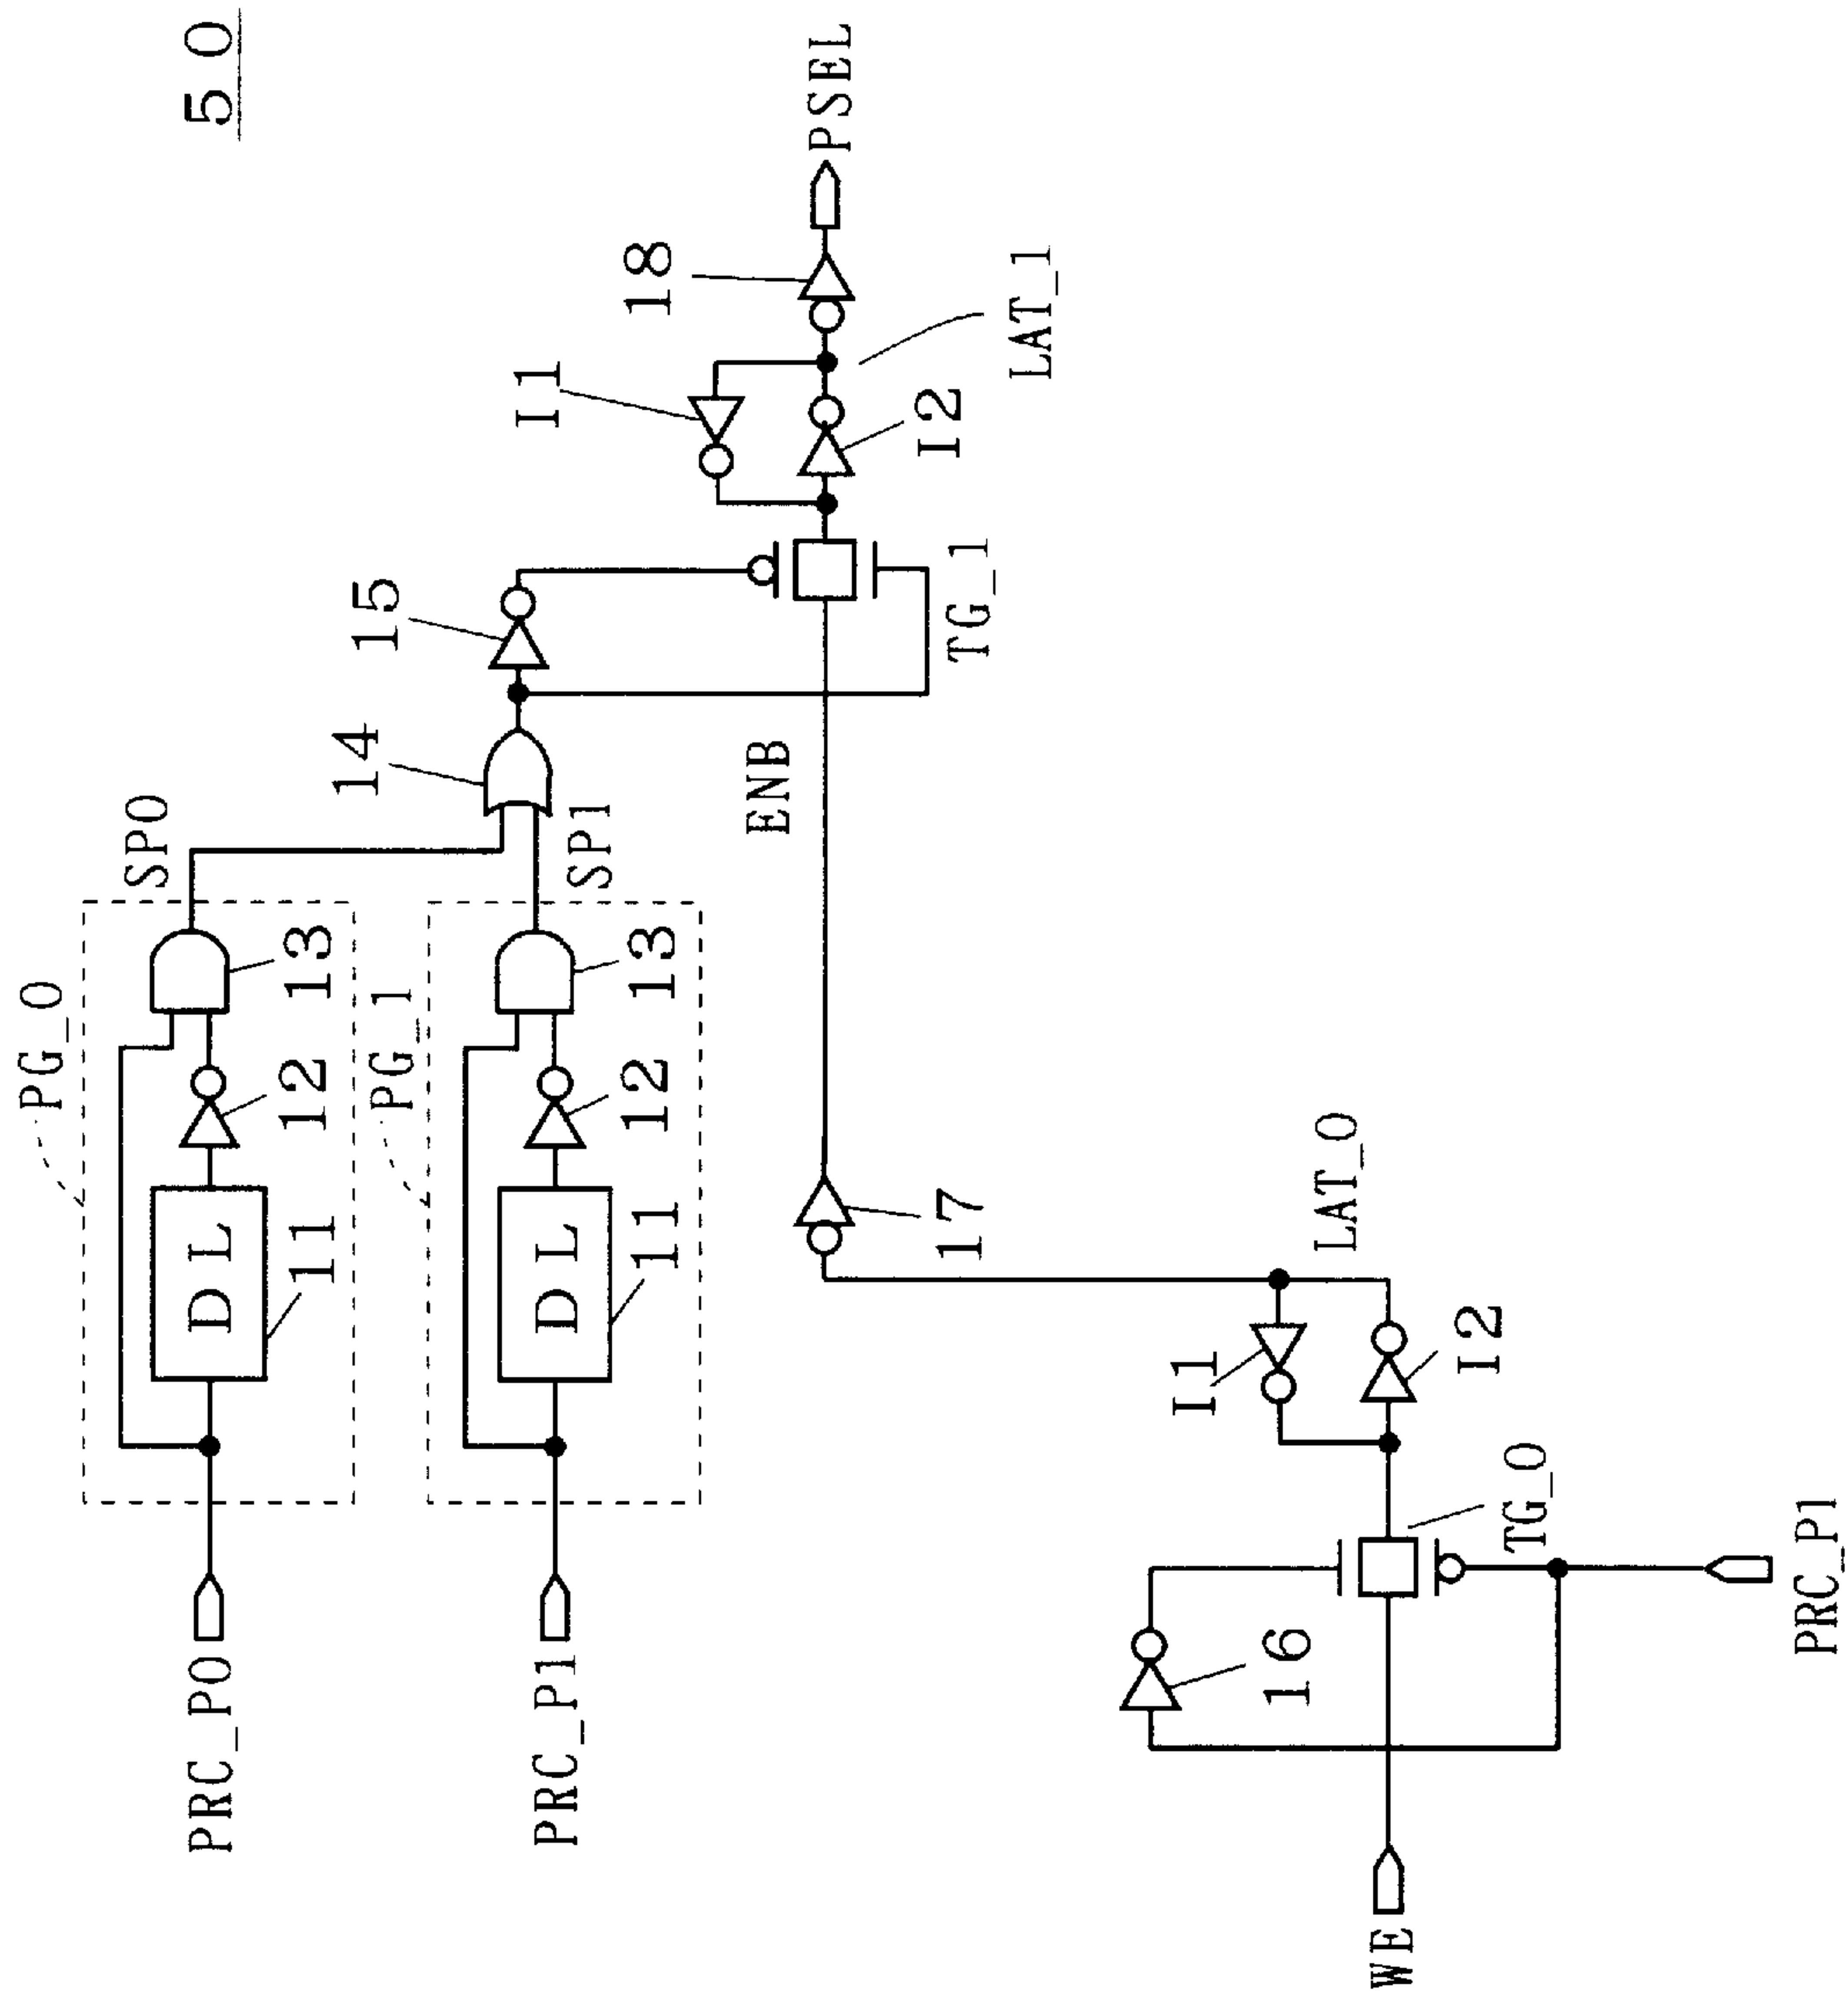 50
PG_0
SP0
PRC_P0
DL
11
12
13
PG_1
SP1
PRC_P1
DL
11
12
13
14
15
I1
18
PSEL
ENB
TG_1
I2
LAT_1
17
LAT_0
I1
I2
16
TG_0
WE
PRC_P1